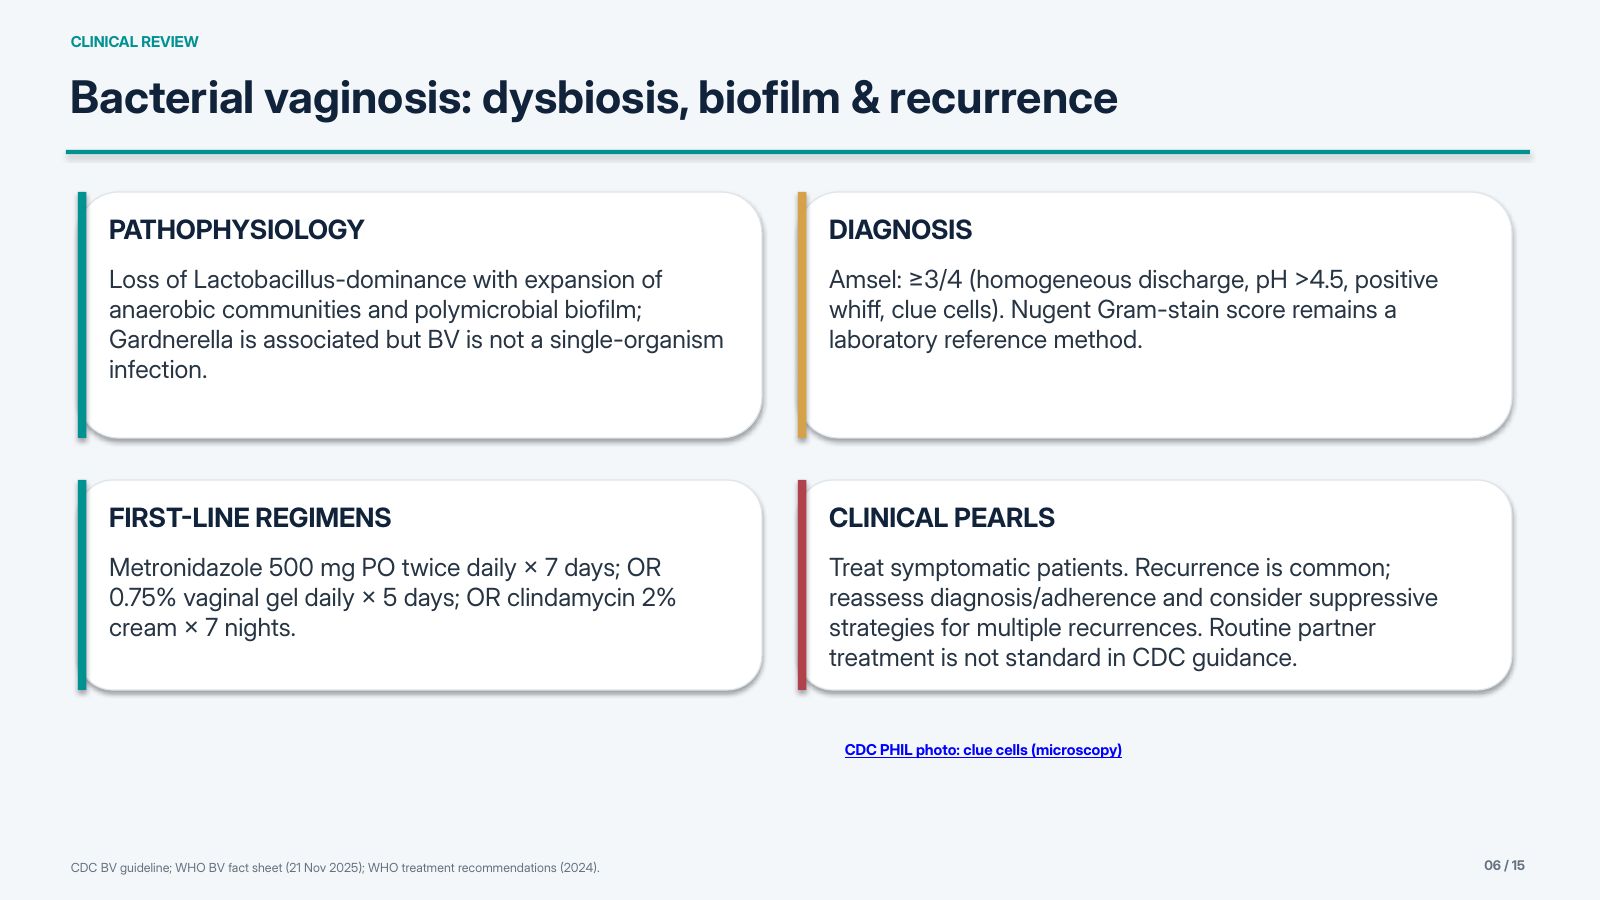 CLINICAL REVIEW
Bacterial vaginosis: dysbiosis, biofilm & recurrence
PATHOPHYSIOLOGY
Loss of Lactobacillus-dominance with expansion of
anaerobic communities and polymicrobial biofilm;
Gardnerella is associated but BV is not a single-organism
infection.
DIAGNOSIS
Amsel: ≥3/4 (homogeneous discharge, pH >4.5, positive
whiff, clue cells). Nugent Gram-stain score remains a
laboratory reference method.
FIRST-LINE REGIMENS
Metronidazole 500 mg PO twice daily × 7 days; OR
0.75% vaginal gel daily × 5 days; OR clindamycin 2%
cream × 7 nights.
CLINICAL PEARLS
Treat symptomatic patients. Recurrence is common;
reassess diagnosis/adherence and consider suppressive
strategies for multiple recurrences. Routine partner
treatment is not standard in CDC guidance.
CDC PHIL photo: clue cells (microscopy)
CDC BV guideline; WHO BV fact sheet (21 Nov 2025); WHO treatment recommendations (2024).
06 / 15